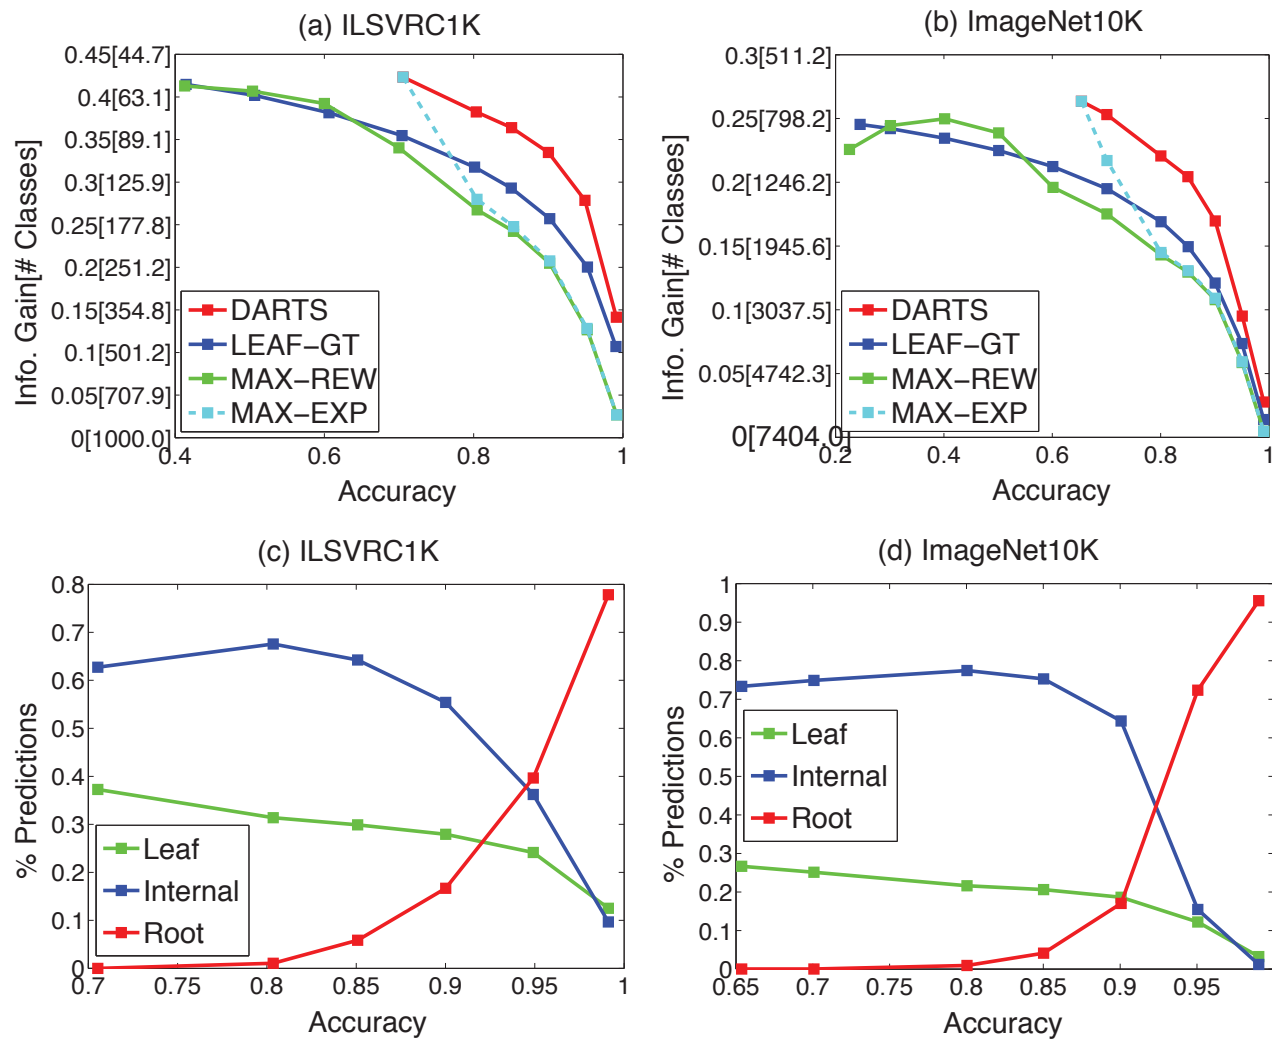 (a) ILSVRC1K
0.45[44.7]
0.4[63.1]
0.35[89.1]
0.3[125.9]
0.25[177.8]
0.2[251.2]
0.15[354.8]
0.1[501.2]
0.05[707.9]
0[1000.0]
Info. Gain[# Classes]
DARTS
LEAF-GT
MAX-REW
MAX-EXP
0.4 0.6 0.8 1
Accuracy
(b) ImageNet10K
0.3[511.2]
0.25[798.2]
0.2[1246.2]
0.15[1945.6]
0.1[3037.5]
0.05[4742.3]
0[7404.0]
Info. Gain[# Classes]
DARTS
LEAF-GT
MAX-REW
MAX-EXP
0.2 0.4 0.6 0.8 1
Accuracy
(c) ILSVRC1K
0.8
0.7
0.6
0.5
0.4
0.3
0.2
0.1
0
% Predictions
Leaf
Internal
Root
0.7 0.75 0.8 0.85 0.9 0.95 1
Accuracy
(d) ImageNet10K
1
0.9
0.8
0.7
0.6
0.5
0.4
0.3
0.2
0.1
0
% Predictions
Leaf
Internal
Root
0.65 0.7 0.75 0.8 0.85 0.9 0.95
Accuracy